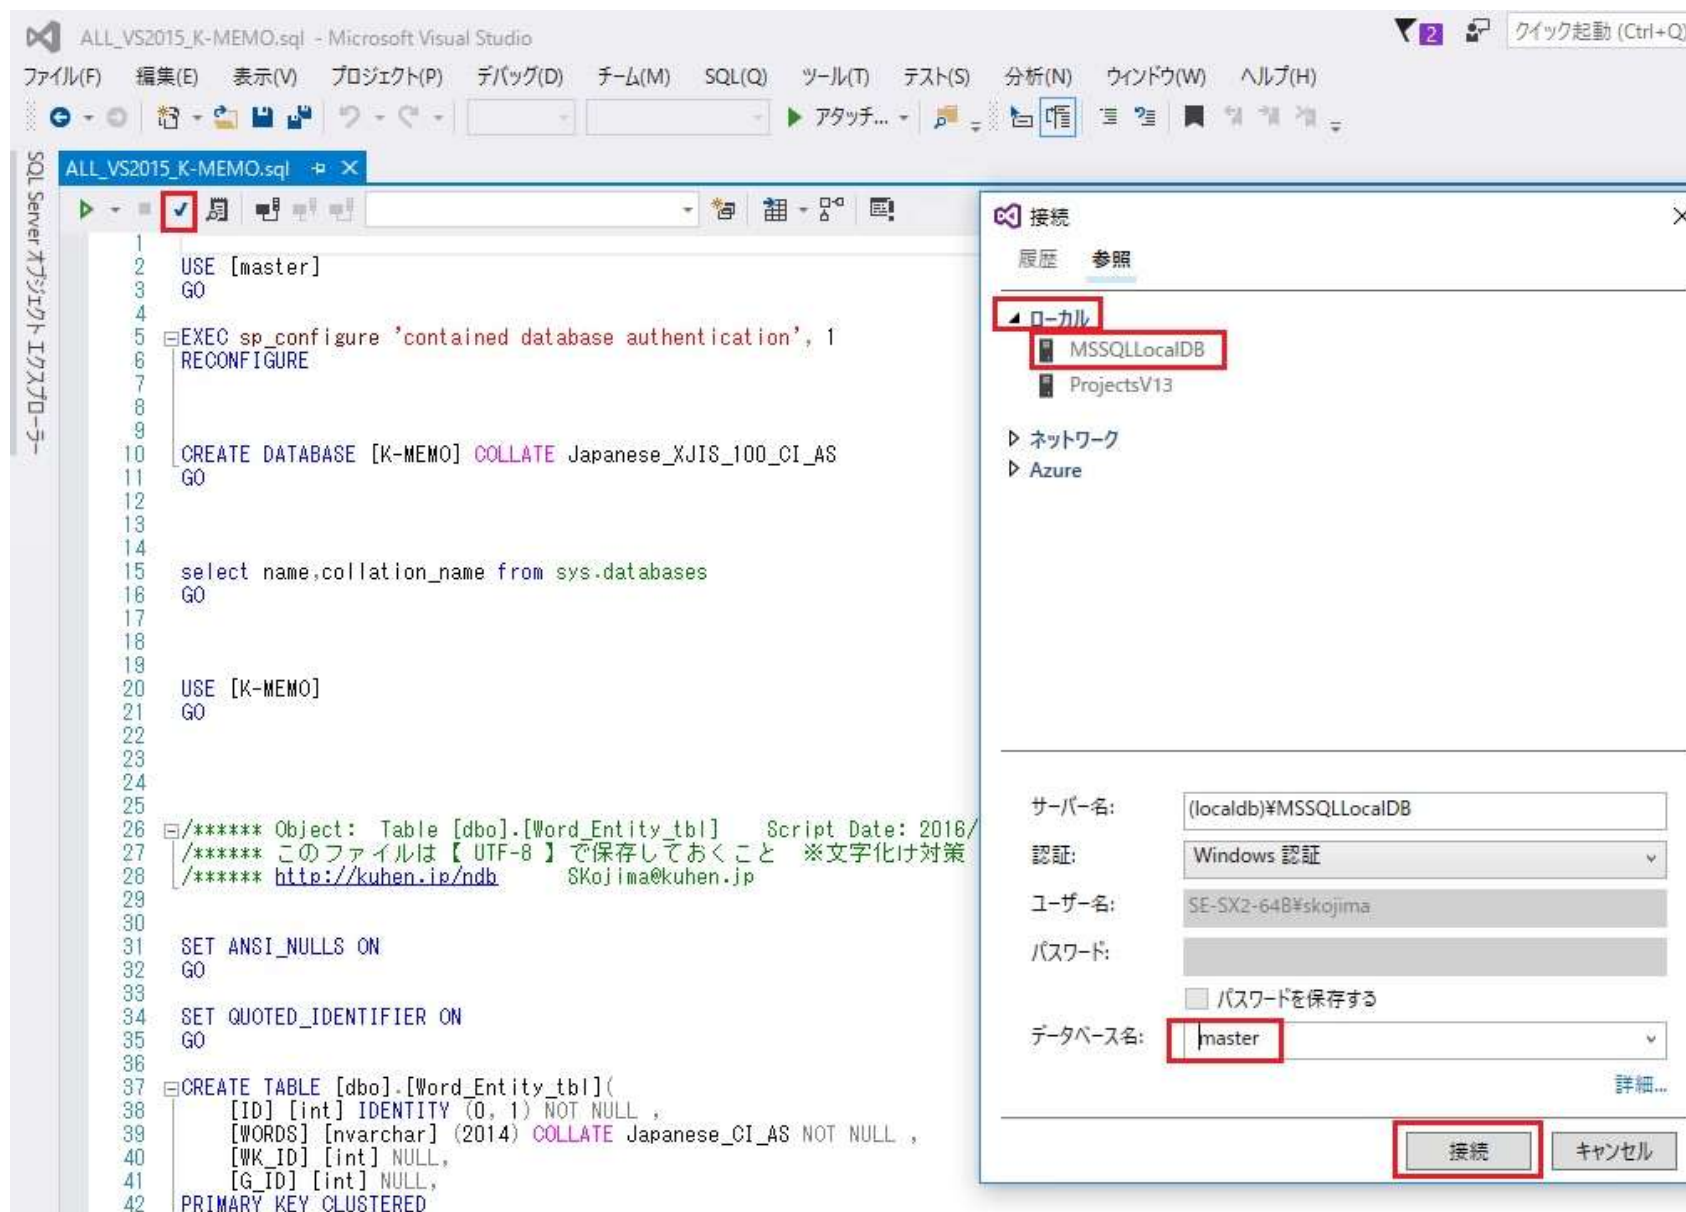 ALL_VS2015_K-MEMO.sql - Microsoft Visual Studio
2
クイック起動 (Ctrl+Q)
ファイル(F) 編集(E) 表示(V) プロジェクト(P) デバッグ(D) チーム(M) SQL(Q) ツール(T) テスト(S) 分析(N) ウィンドウ(W) ヘルプ(H)
アタッチ...
SQL Server オブジェクト エクスプローラー
ALL_VS2015_K-MEMO.sql
1
2 USE [master]
3 GO
4
5 EXEC sp_configure 'contained database authentication', 1
6 RECONFIGURE
7
8
9
10 CREATE DATABASE [K-MEMO] COLLATE Japanese_XJIS_100_CI_AS
11 GO
12
13
14
15 select name,collation_name from sys.databases
16 GO
17
18
19
20 USE [K-MEMO]
21 GO
22
23
24
25
26 /****** Object: Table [dbo].[Word_Entity_tbl] Script Date: 2016/
27 /****** このファイルは【 UTF-8 】で保存しておくこと ※文字化け対策
28 /****** http://kuhen.jp/ndb SKojima@kuhen.jp
29
30
31 SET ANSI_NULLS ON
32 GO
33
34 SET QUOTED_IDENTIFIER ON
35 GO
36
37 CREATE TABLE [dbo].[Word_Entity_tbl](
38 [ID] [int] IDENTITY (0, 1) NOT NULL ,
39 [WORDS] [nvarchar] (2014) COLLATE Japanese_CI_AS NOT NULL ,
40 [WK_ID] [int] NULL,
41 [G_ID] [int] NULL,
42 PRIMARY KEY CLUSTERED
接続
履歴 参照
ローカル
MSSQLLocalDB
ProjectsV13
ネットワーク
Azure
サーバー名: (localdb)¥MSSQLLocalDB
認証: Windows 認証
ユーザー名: SE-SX2-64B¥skojima
パスワード:
パスワードを保存する
データベース名: master
詳細...
接続 キャンセル